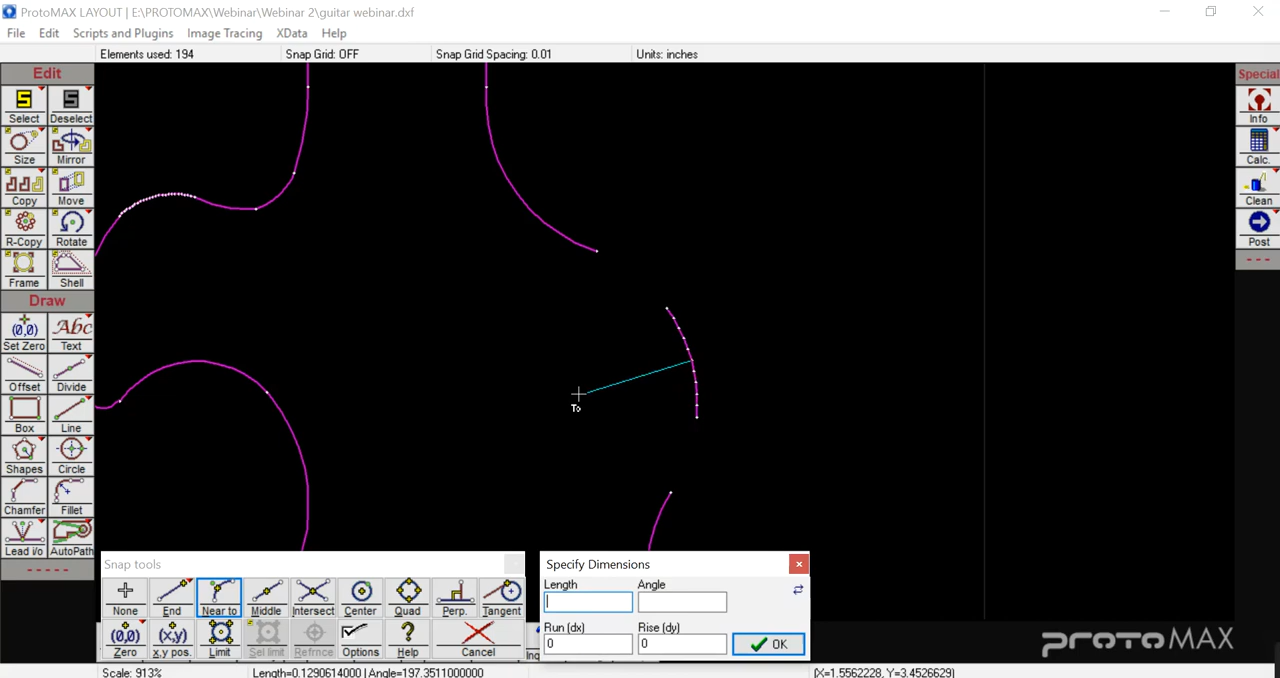 ProtoMAX LAYOUT | E:\PROTOMAX\Webinar\Webinar 2\guitar webinar.dxf
File Edit Scripts and Plugins Image Tracing XData Help
Elements used: 194 Snap Grid: OFF Snap Grid Spacing: 0.01 Units: inches
Edit
Select Deselect
Size Mirror
Copy Move
R-Copy Rotate
Frame Shell
Draw
(0,0) Abc
Set Zero Text
Offset Divide
Box Line
Shapes Circle
Chamfer Fillet
Lead i/o AutoPath
Special
Info
Calc.
Clean
Post
To
Snap tools
None End Near to Middle Intersect Center Quad Perp. Tangent
(0,0) (x,y)
Zero x,y pos. Limit Sel limit Refrnce Options Help Cancel
Specify Dimensions
Length Angle
Run (dx) Rise (dy)
0 0 OK
PROTOMAX
Scale: 913% Length=0.1290614000 | Angle=197.3511000000 [X=1.5562228, Y=3.4526629]